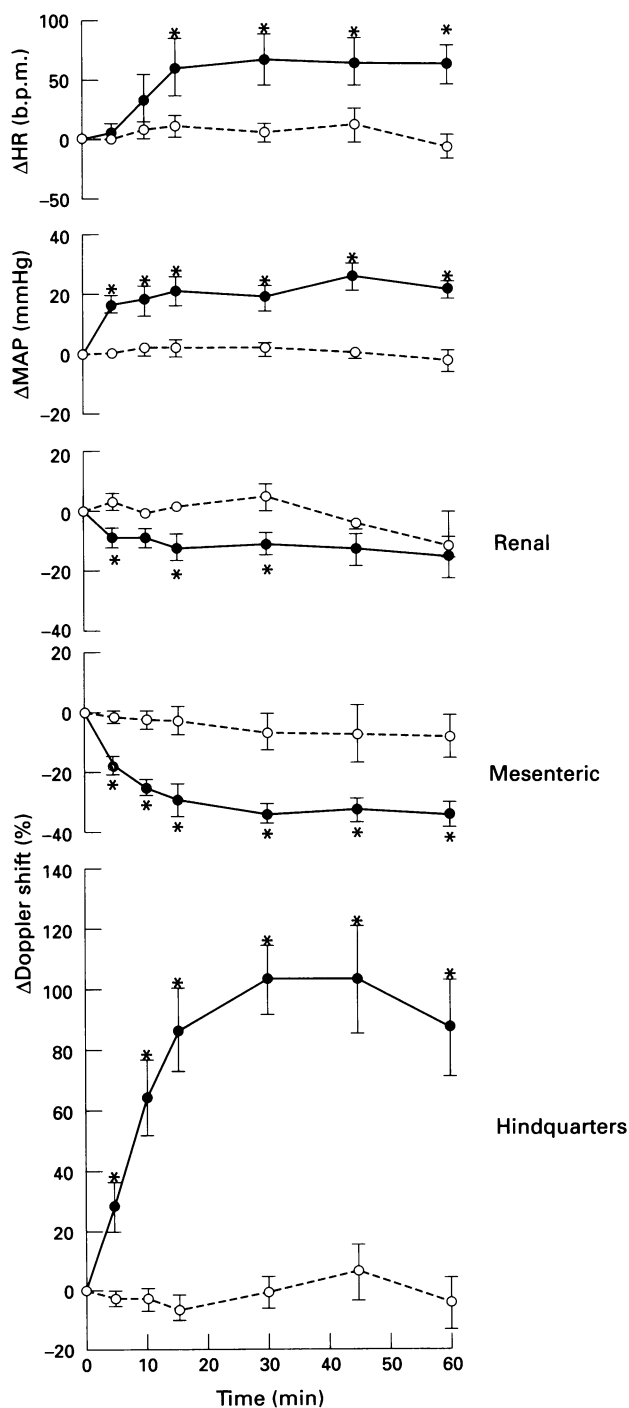 ΔHR (b.p.m.)
100
50
0
−50
* * * *
ΔMAP (mmHg)
40
20
0
−20
* * * * * *
20
0
−20
−40
* * *
Renal
20
0
−20
−40
* * * * * *
Mesenteric
ΔDoppler shift (%)
140
120
100
80
60
40
20
0
−20
* * * * * *
Hindquarters
0 10 20 30 40 50 60
Time (min)